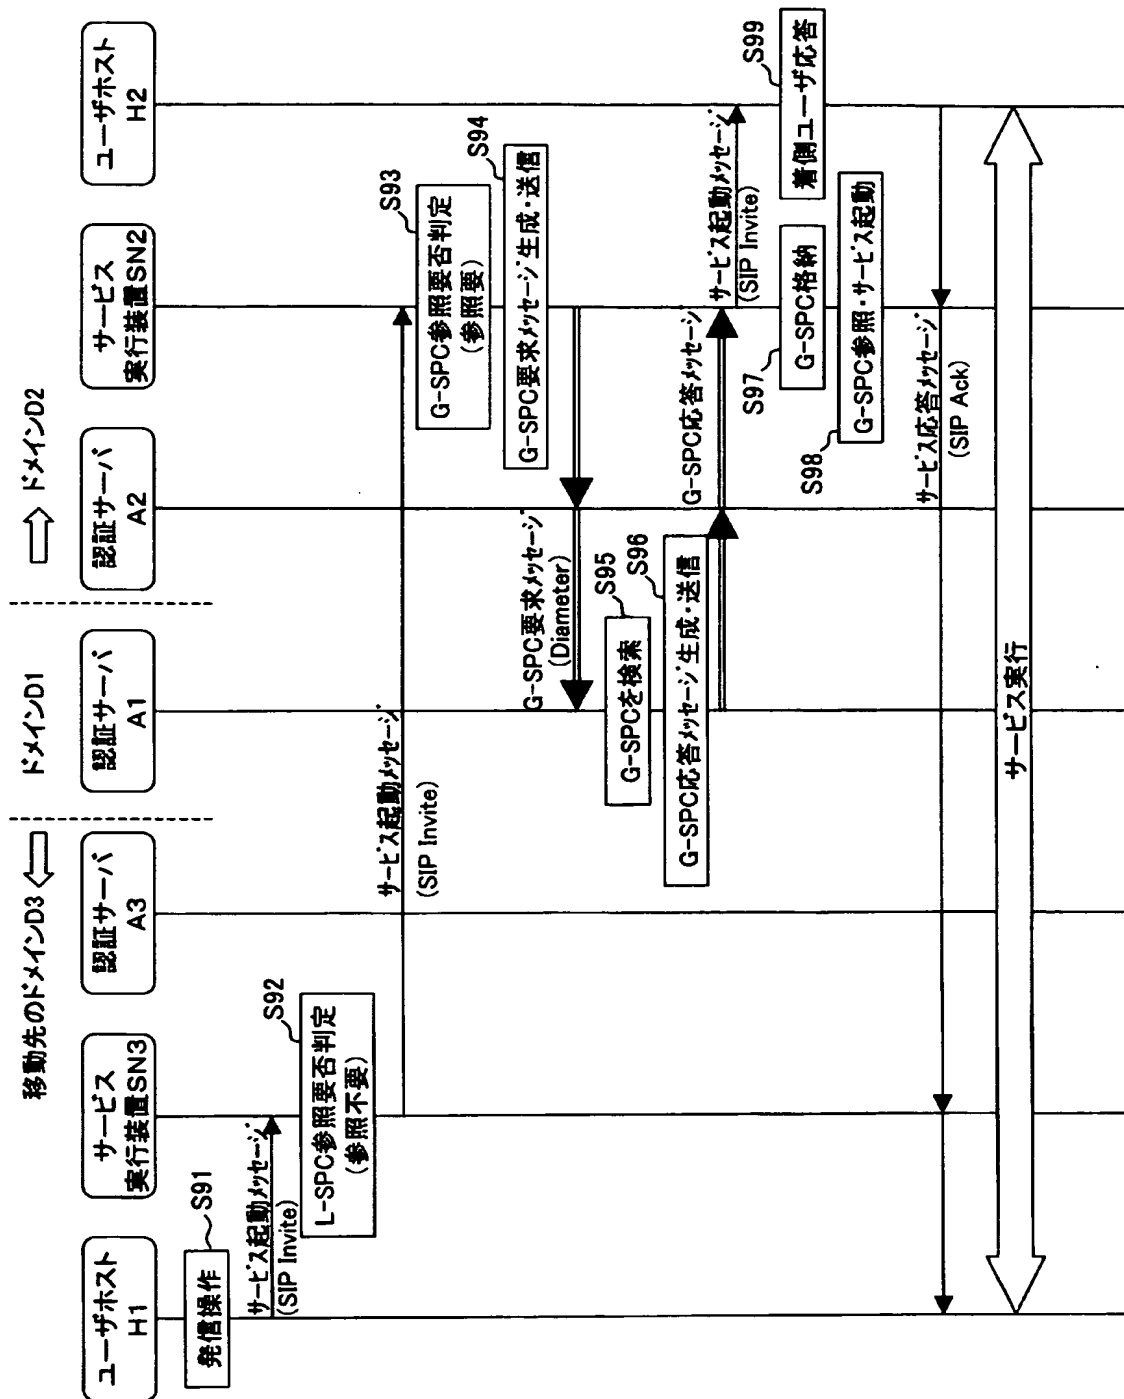 移動先のドメインD3
ドメインD1
ドメインD2
ユーザホスト
H1
サービス
実行装置SN3
認証サーバ
A3
認証サーバ
A1
認証サーバ
A2
サービス
実行装置SN2
ユーザホスト
H2
発信操作
S91
サービス起動メッセージ
(SIP Invite)
L-SPC参照要否判定
(参照不要)
S92
サービス起動メッセージ
(SIP Invite)
G-SPC参照要否判定
(参照要)
S93
G-SPC要求メッセージ生成・送信
S94
G-SPC要求メッセージ
(Diameter)
G-SPCを検索
S95
G-SPC応答メッセージ生成・送信
S96
G-SPC応答メッセージ
サービス起動メッセージ
(SIP Invite)
G-SPC格納
S97
着側ユーザ応答
S99
G-SPC参照・サービス起動
S98
サービス応答メッセージ
(SIP Ack)
サービス実行